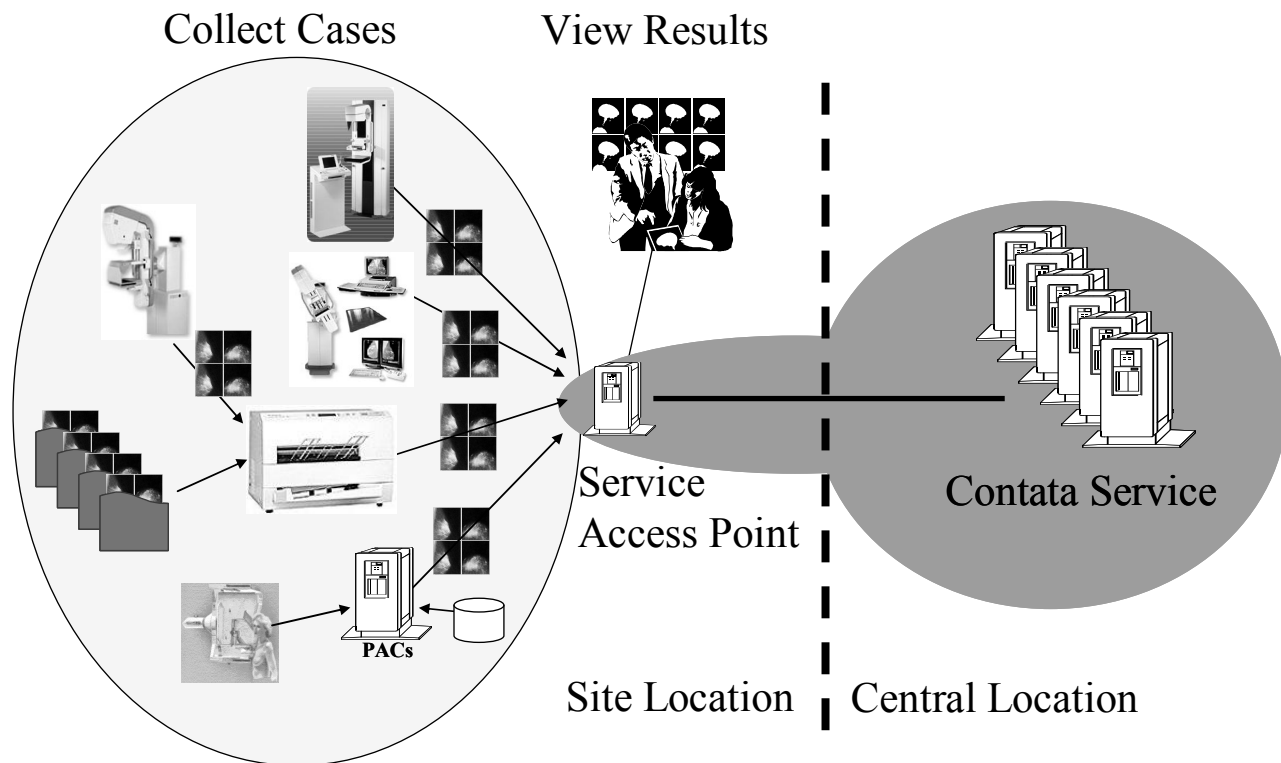 Collect Cases
View Results
Service
Access Point
Contata Service
PACs
Site Location
Central Location